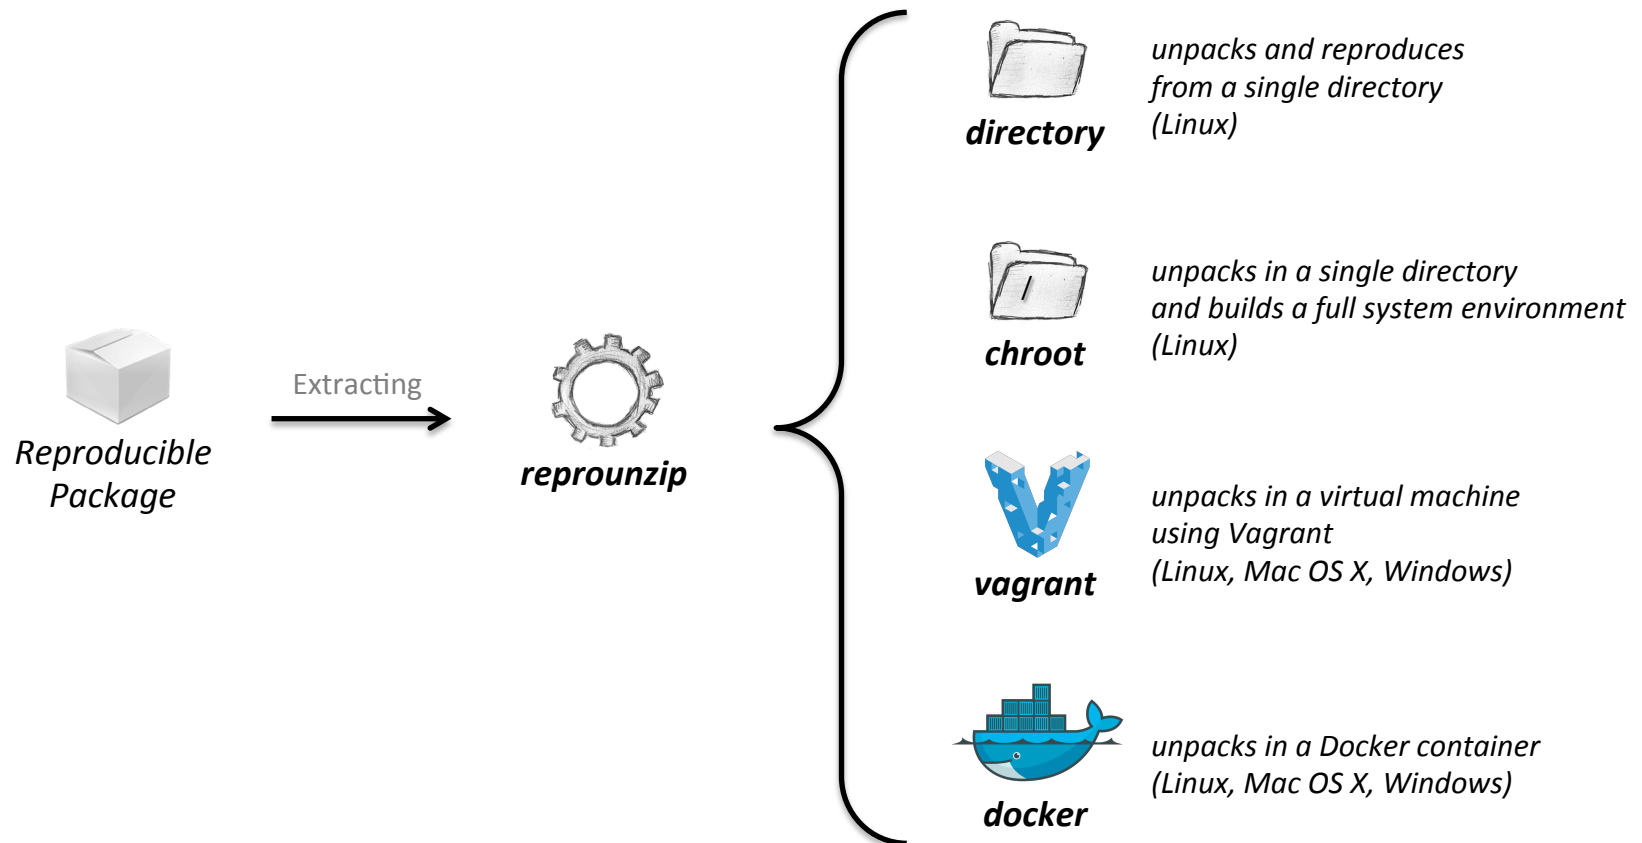 Reproducible
Package
Extracting
reprounzip
directory
unpacks and reproduces
from a single directory
(Linux)
/
chroot
unpacks in a single directory
and builds a full system environment
(Linux)
vagrant
unpacks in a virtual machine
using Vagrant
(Linux, Mac OS X, Windows)
docker
unpacks in a Docker container
(Linux, Mac OS X, Windows)